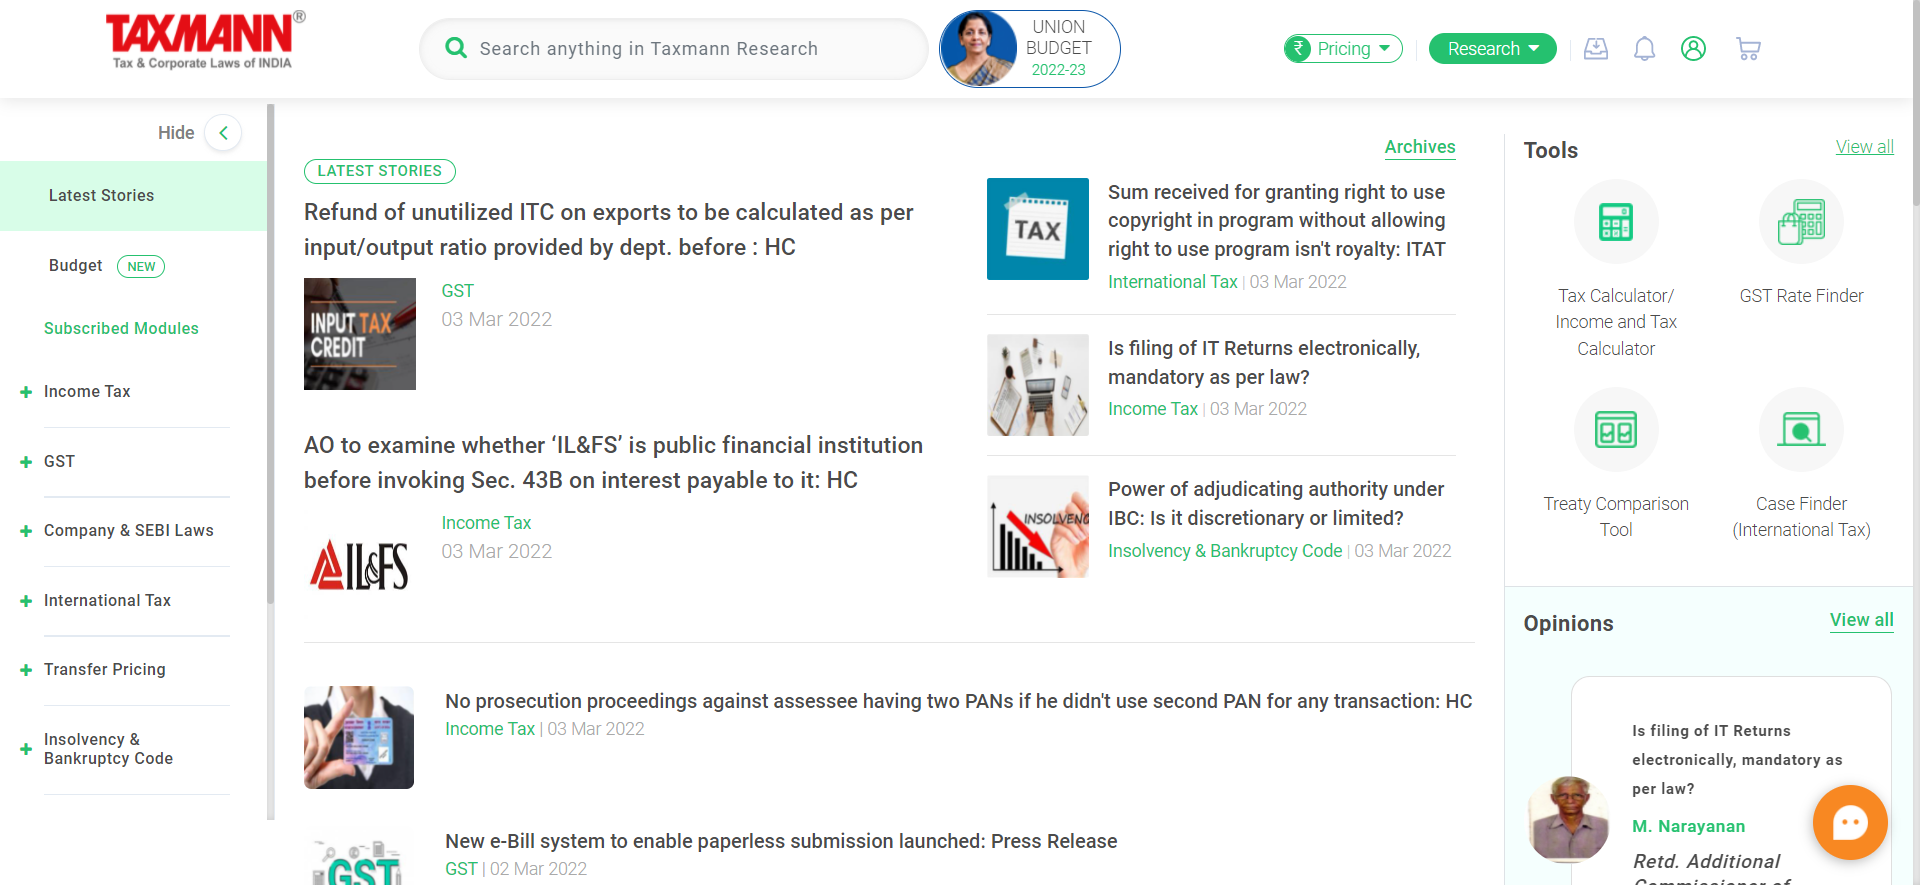 TAXMANN®
Tax & Corporate Laws of INDIA
Search anything in Taxmann Research
UNION
BUDGET
2022-23
₹ Pricing
Research
Hide
Latest Stories
Budget NEW
Subscribed Modules
Income Tax
GST
Company & SEBI Laws
International Tax
Transfer Pricing
Insolvency &
Bankruptcy Code
Archives
LATEST STORIES
Refund of unutilized ITC on exports to be calculated as per
input/output ratio provided by dept. before : HC
INPUT TAX
CREDIT
GST
03 Mar 2022
AO to examine whether ‘IL&FS’ is public financial institution
before invoking Sec. 43B on interest payable to it: HC
IL&FS
Income Tax
03 Mar 2022
TAX
Sum received for granting right to use
copyright in program without allowing
right to use program isn't royalty: ITAT
International Tax | 03 Mar 2022
Is filing of IT Returns electronically,
mandatory as per law?
Income Tax | 03 Mar 2022
INSOLVENC
Power of adjudicating authority under
IBC: Is it discretionary or limited?
Insolvency & Bankruptcy Code | 03 Mar 2022
No prosecution proceedings against assessee having two PANs if he didn't use second PAN for any transaction: HC
Income Tax | 03 Mar 2022
GST
New e-Bill system to enable paperless submission launched: Press Release
GST | 02 Mar 2022
Tools
View all
Tax Calculator/
Income and Tax
Calculator
GST Rate Finder
Treaty Comparison
Tool
Case Finder
(International Tax)
Opinions
View all
Is filing of IT Returns
electronically, mandatory as
per law?
M. Narayanan
Retd. Additional
Commissioner of